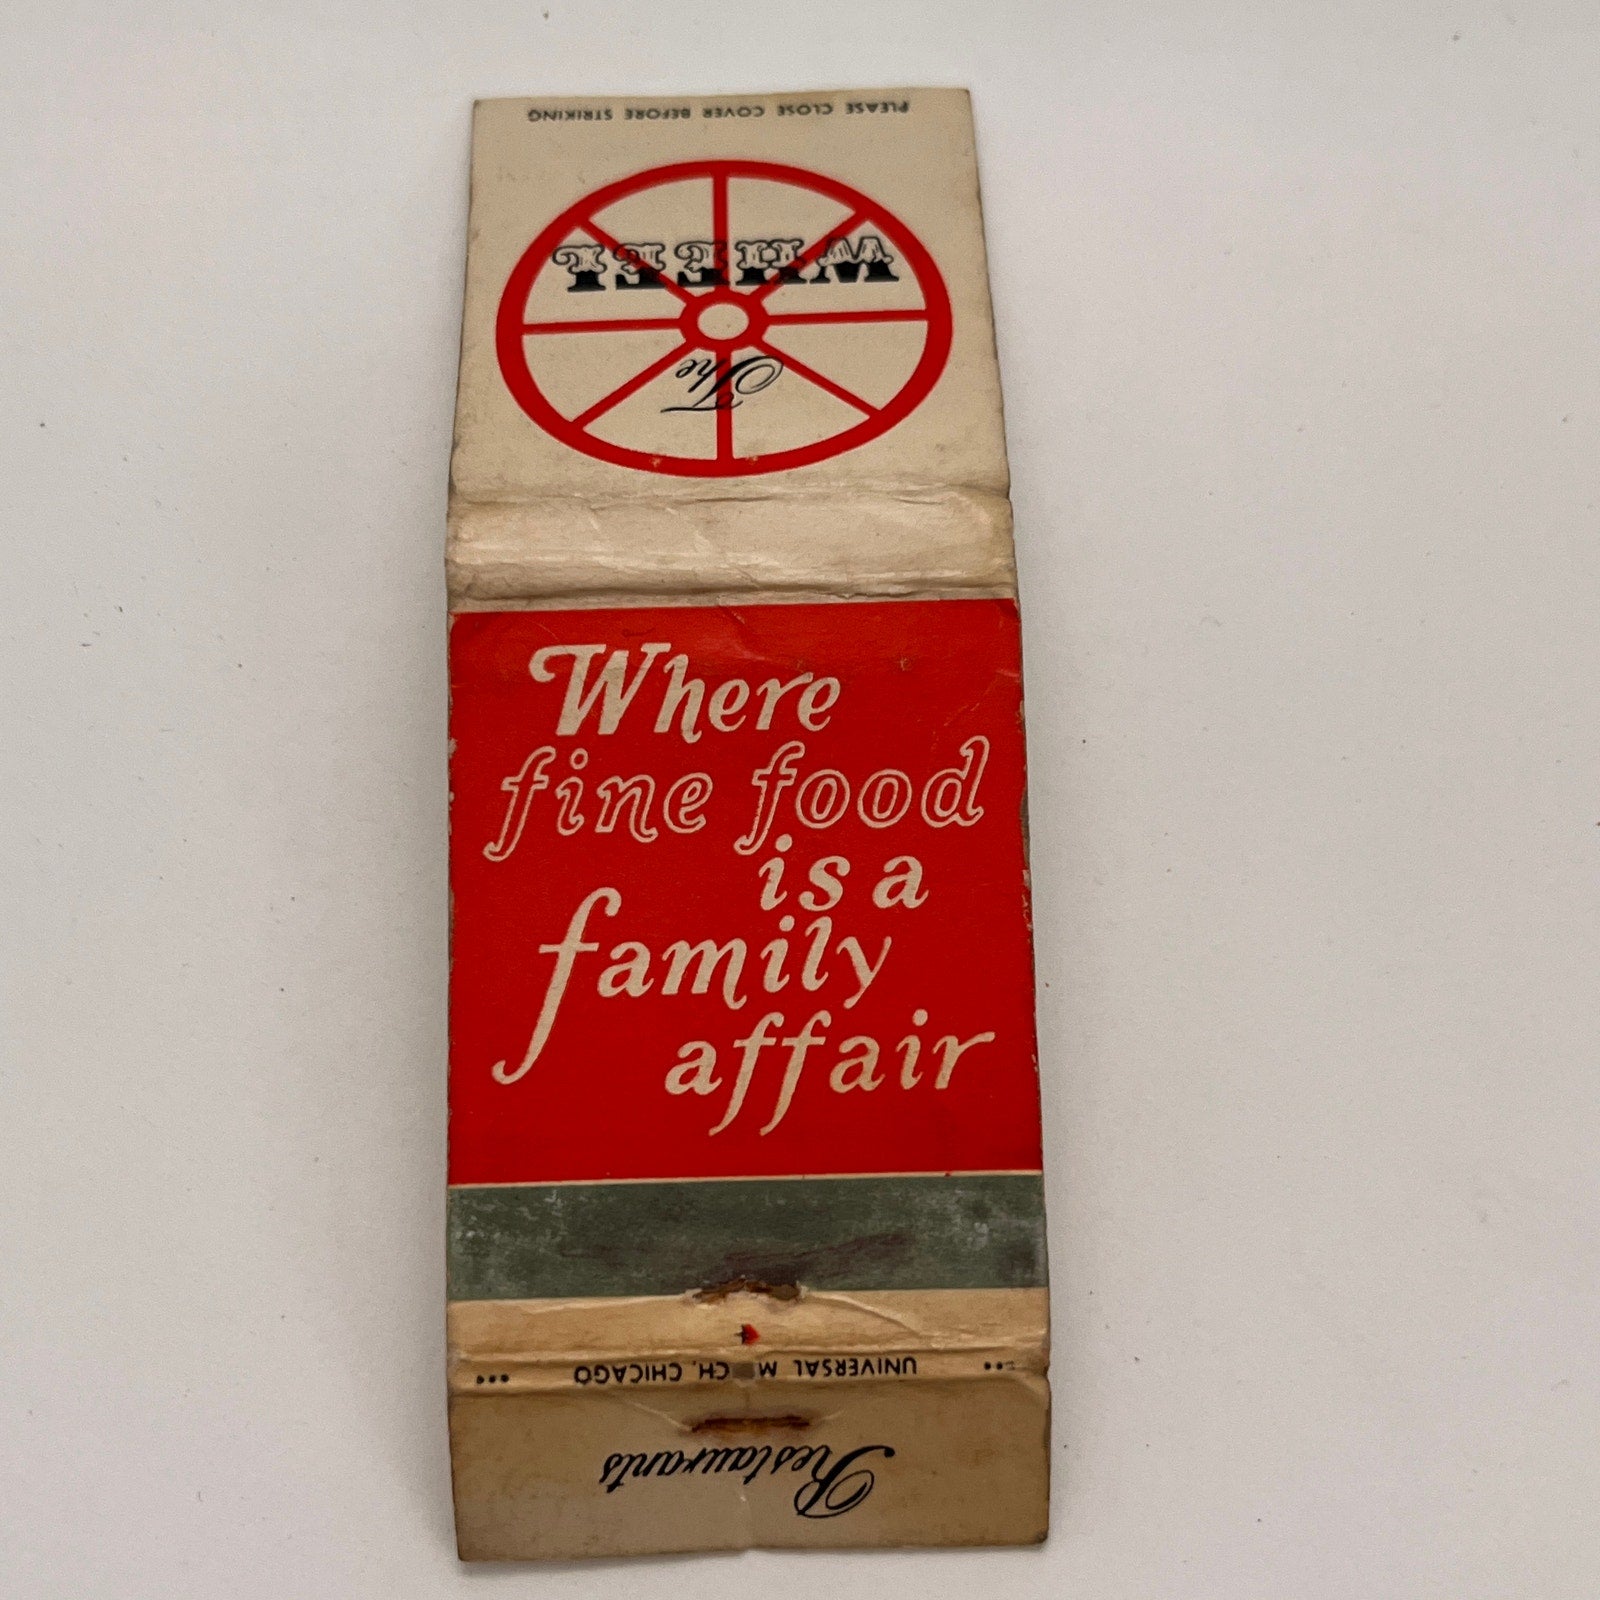 PLEASE CLOSE COVER BEFORE STRIKING
The
WHEEL
Where
fine food
is a
family
affair
UNIVERSAL M CH, CHICAGO
Restaurants